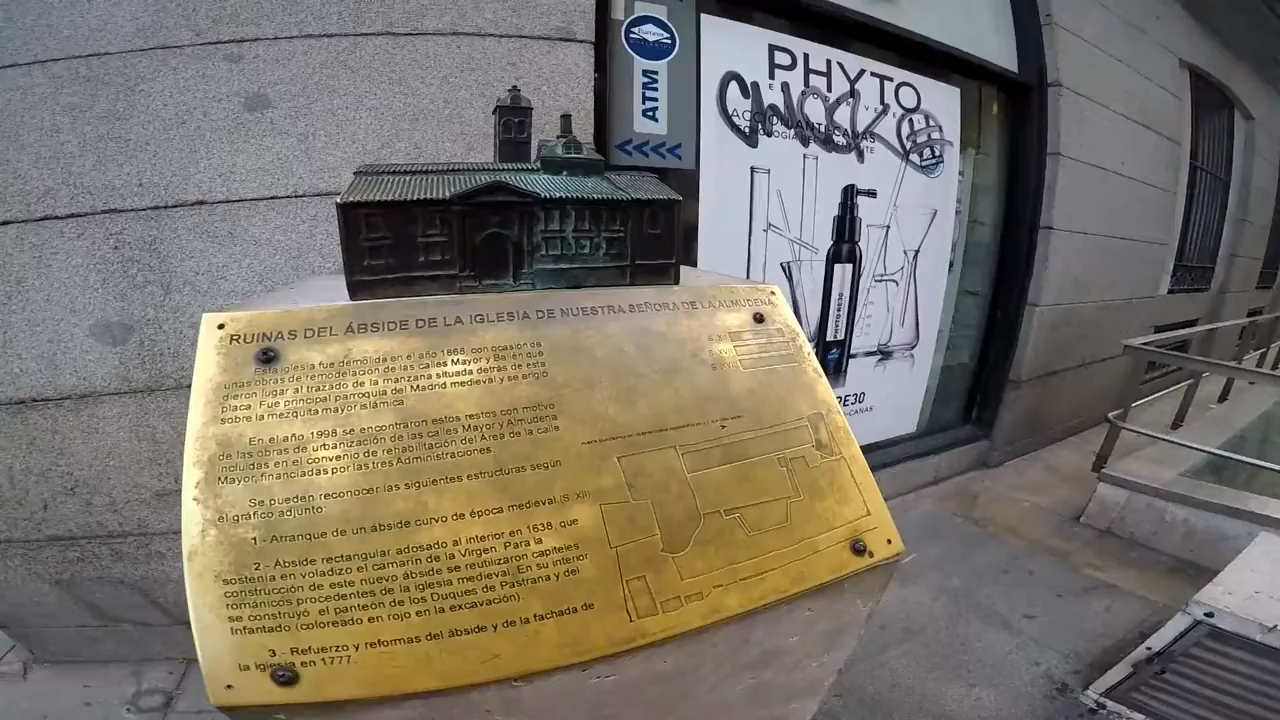 Euronet
ATM
PHYTO
ACCIÓN ANTI-CANAS
PHYTO RE30
RE30
-CANAS
RUINAS DEL ÁBSIDE DE LA IGLESIA DE NUESTRA SEÑORA DE LA ALMUDENA
Esta iglesia fue demolida en el año 1868, con ocasión de
unas obras de remodelación de las calles Mayor y Bailén que
dieron lugar al trazado de la manzana situada detrás de esta
placa. Fue principal parroquia del Madrid medieval y se erigió
sobre la mezquita mayor islámica.
En el año 1998 se encontraron estos restos con motivo
de las obras de urbanización de las calles Mayor y Almudena
incluidas en el convenio de rehabilitación del Área de la calle
Mayor, financiadas por las tres Administraciones.
Se pueden reconocer las siguientes estructuras según
el gráfico adjunto:
1 - Arranque de un ábside curvo de época medieval (S. XII)
2.- Ábside rectangular adosado al interior en 1638, que
sostenía en voladizo el camarín de la Virgen. Para la
construcción de este nuevo ábside se reutilizaron capiteles
románicos procedentes de la iglesia medieval. En su interior
se construyó el panteón de los Duques de Pastrana y del
Infantado (coloreado en rojo en la excavación).
3.- Refuerzo y reformas del ábside y de la fachada de
la iglesia en 1777.
S. XII
S. XVII
S. XVIII